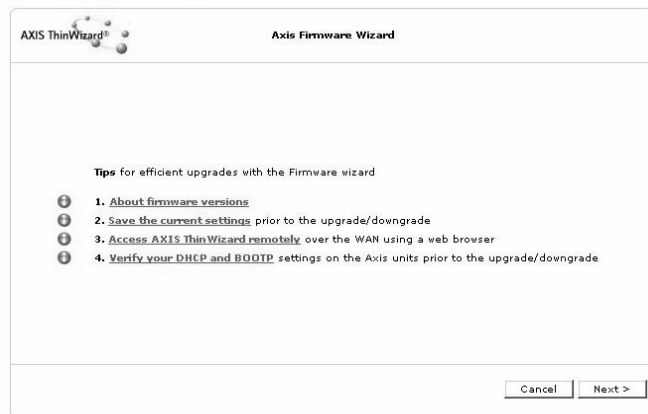 AXIS ThinWizard®
Axis Firmware Wizard
Tips for efficient upgrades with the Firmware wizard
1. About firmware versions
2. Save the current settings prior to the upgrade/downgrade
3. Access AXIS ThinWizard remotely over the WAN using a web browser
4. Verify your DHCP and BOOTP settings on the Axis units prior to the upgrade/downgrade
Cancel
Next >